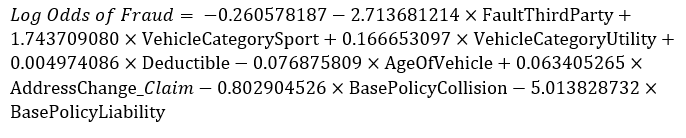 Log Odds of Fraud = −0.260578187 − 2.713681214 × FaultThirdParty +
1.743709080 × VehicleCategorySport + 0.166653097 × VehicleCategoryUtility +
0.004974086 × Deductible − 0.076875809 × AgeOfVehicle + 0.063405265 ×
AddressChange_Claim − 0.802904526 × BasePolicyCollision − 5.013828732 ×
BasePolicyLiability